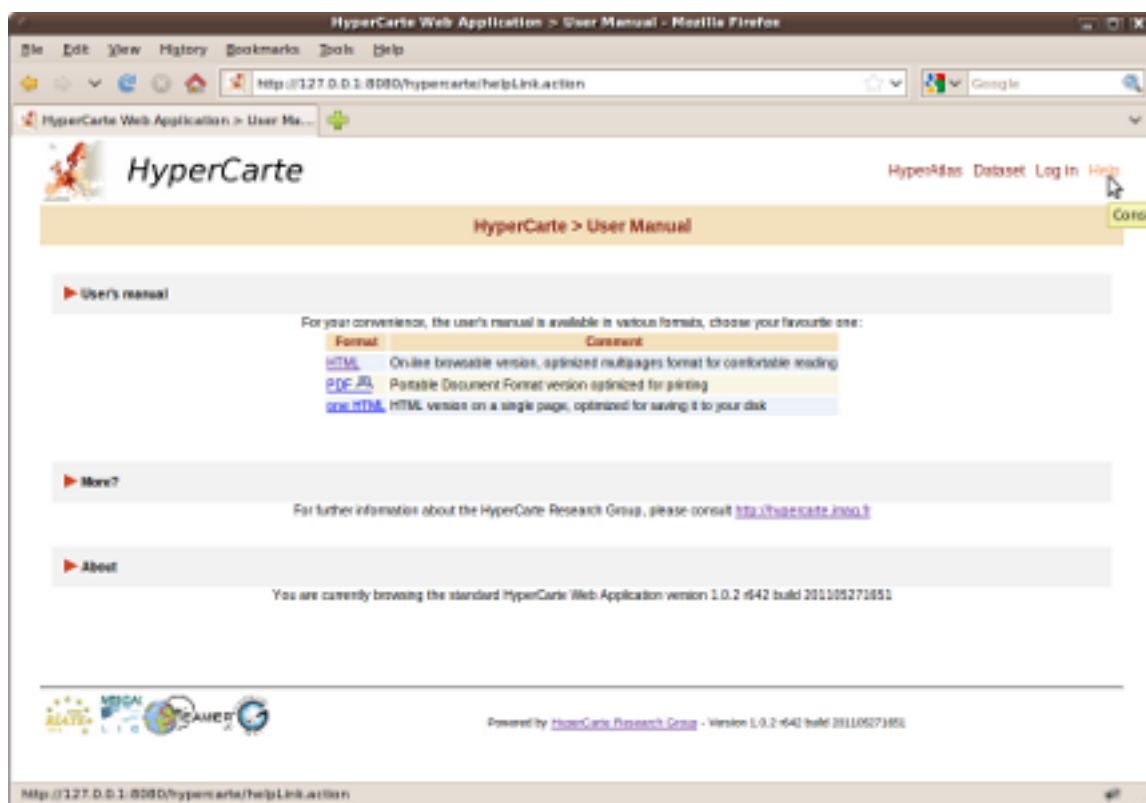 HyperCarte Web Application > User Manual - Mozilla Firefox
File Edit View History Bookmarks Tools Help
http://127.0.0.1:8080/hypercarte/helpLink.action Google
HyperCarte Web Application > User Ma...
HyperCarte
HyperAtlas Dataset Log in Help
Cons
HyperCarte > User Manual
User's manual
For your convenience, the user's manual is available in various formats, choose your favourite one:
Format Comment
HTML On-line browsable version, optimized multipages format for comfortable reading
PDF Portable Document Format version optimized for printing
one HTML HTML version on a single page, optimized for saving it to your disk
More?
For further information about the HyperCarte Research Group, please consult http://hypercarte.imag.fr
About
You are currently browsing the standard HyperCarte Web Application version 1.0.2 r642 build 201105271651
RIATE STEAMER
Powered by HyperCarte Research Group - Version 1.0.2 r642 build 201105271651
http://127.0.0.1:8080/hypercarte/helpLink.action